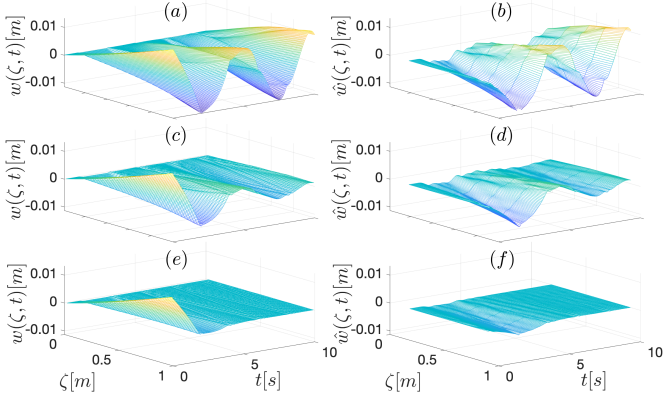 (a) (b)
w(ζ, t)[m] 0.01 0 -0.01 ŵ(ζ, t)[m] 0.01 0 -0.01
(c) (d)
w(ζ, t)[m] 0.01 0 -0.01 ŵ(ζ, t)[m] 0.01 0 -0.01
(e) (f)
w(ζ, t)[m] 0.01 0 -0.01 ŵ(ζ, t)[m] 0.01 0 -0.01
0 0.5 1 0 5 10 0 0.5 1 0 5 10
ζ[m] t[s] ζ[m] t[s]